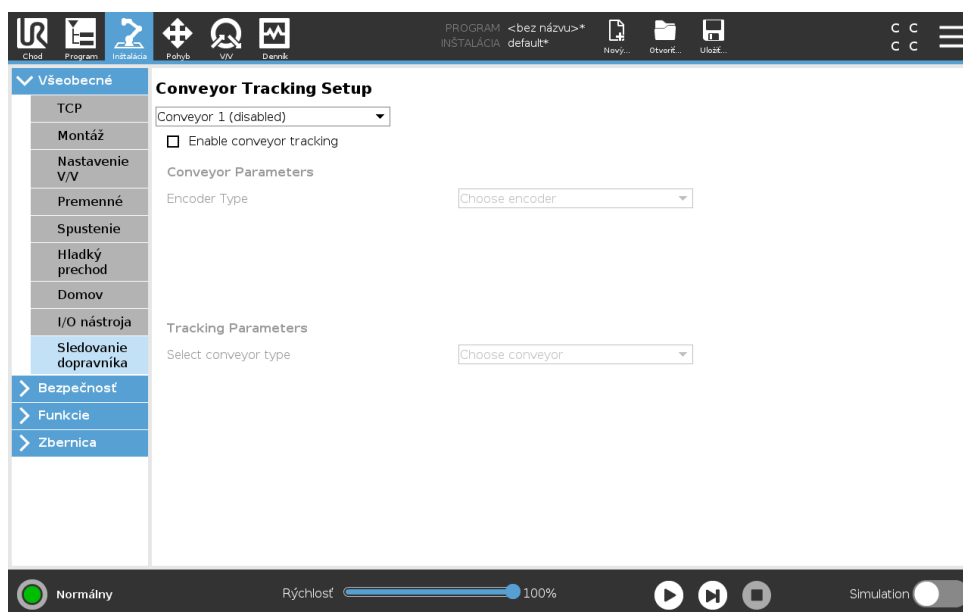 PROGRAM <bez názvu>*
INŠTALÁCIA default*
C C
C C
Chod Program Inštalácia Pohyb V/V Denník Nový... Otvoriť... Uložiť...
Všeobecné
TCP
Montáž
Nastavenie
V/V
Premenné
Spustenie
Hladký
prechod
Domov
I/O nástroja
Sledovanie
dopravníka
Bezpečnosť
Funkcie
Zbernica
Conveyor Tracking Setup
Conveyor 1 (disabled)
Enable conveyor tracking
Conveyor Parameters
Encoder Type Choose encoder
Tracking Parameters
Select conveyor type Choose conveyor
Normálny Rýchlosť 100% Simulation